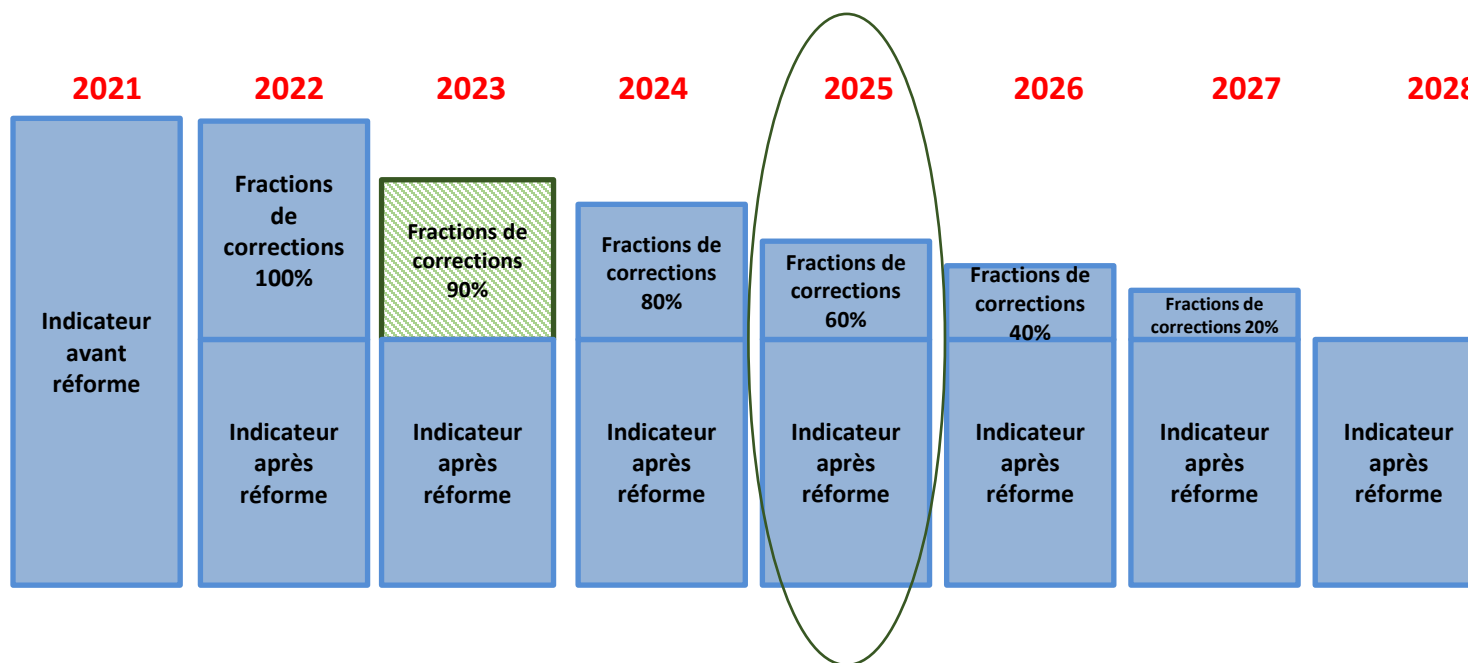 2021
2022
2023
2024
2025
2026
2027
2028
Indicateur
avant
réforme
Fractions
de
corrections
100%
Indicateur
après
réforme
Fractions de
corrections
90%
Indicateur
après
réforme
Fractions de
corrections
80%
Indicateur
après
réforme
Fractions de
corrections
60%
Indicateur
après
réforme
Fractions de
corrections
40%
Indicateur
après
réforme
Fractions de
corrections 20%
Indicateur
après
réforme
Indicateur
après
réforme